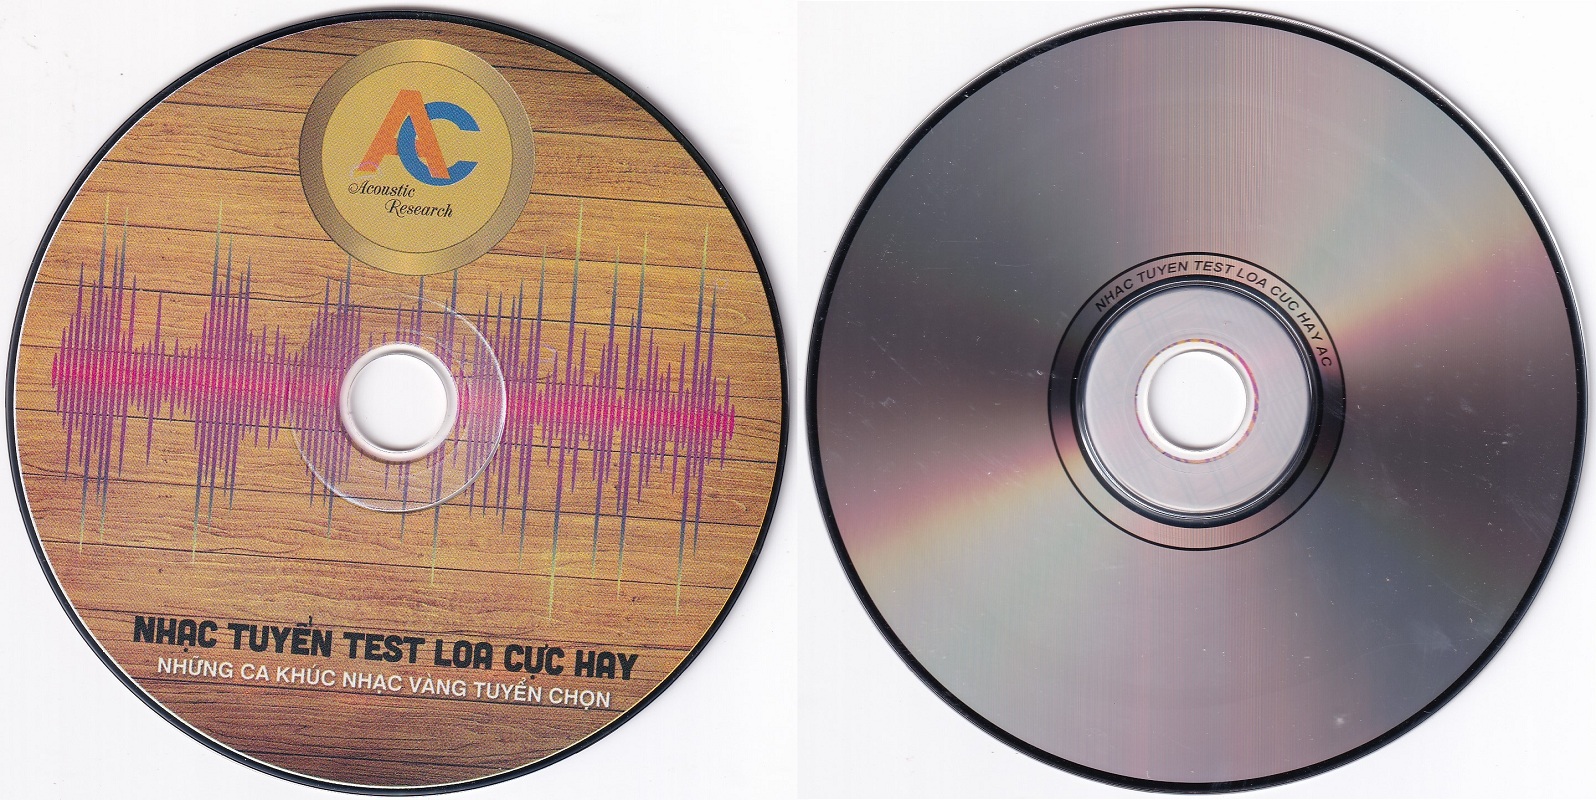 AC
Acoustic
Research
NHẠC TUYỂN TEST LOA CỰC HAY
NHỮNG CA KHÚC NHẠC VÀNG TUYỂN CHỌN
NHAC TUYEN TEST LOA CUC HAY AC